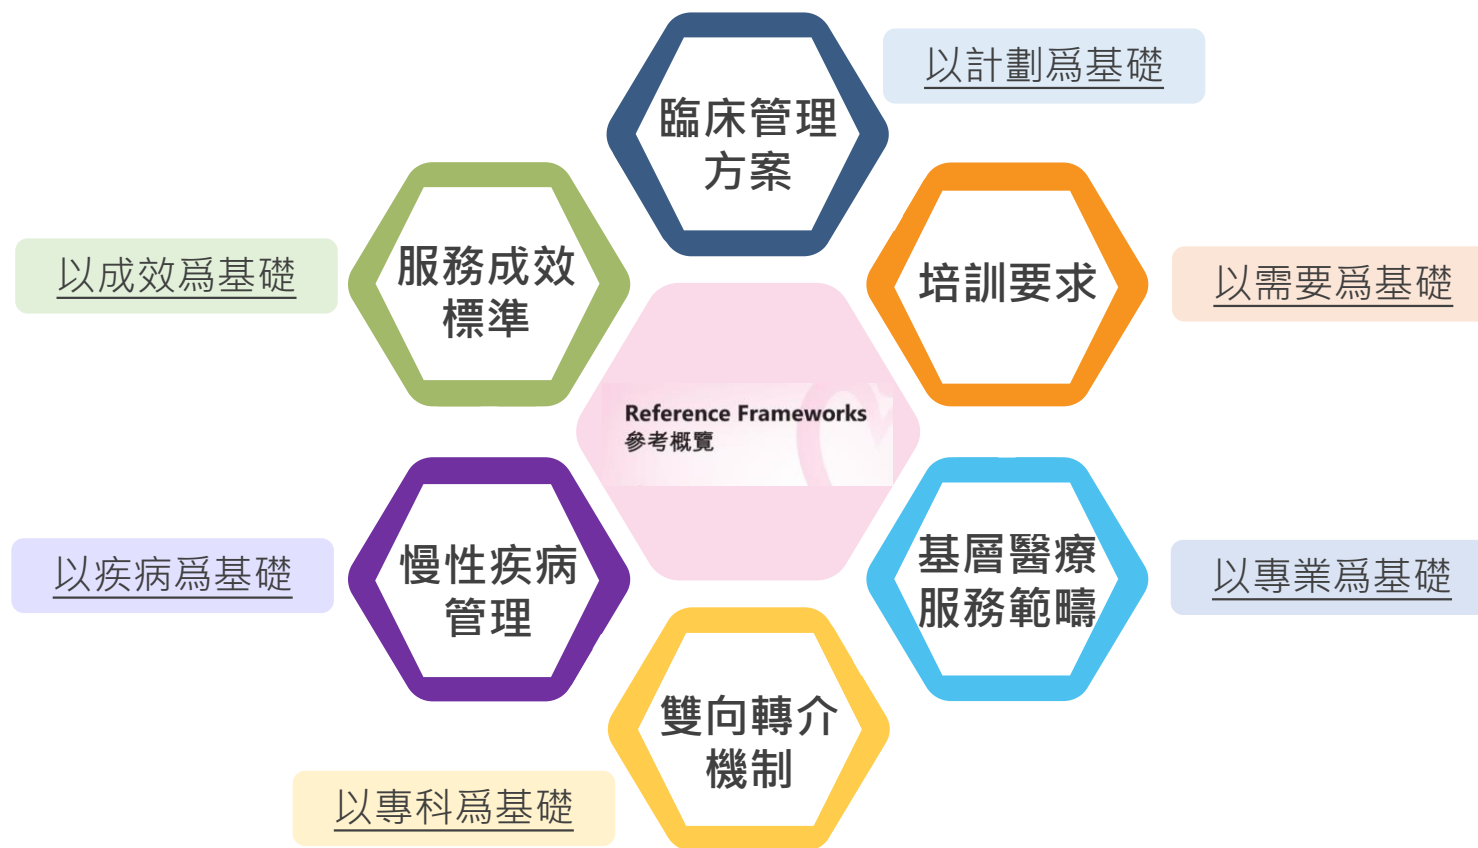 以計劃爲基礎
臨床管理
方案
服務成效
標準
以成效爲基礎
培訓要求
以需要爲基礎
Reference Frameworks
參考概覽
慢性疾病
管理
以疾病爲基礎
基層醫療
服務範疇
以專業爲基礎
雙向轉介
機制
以專科爲基礎